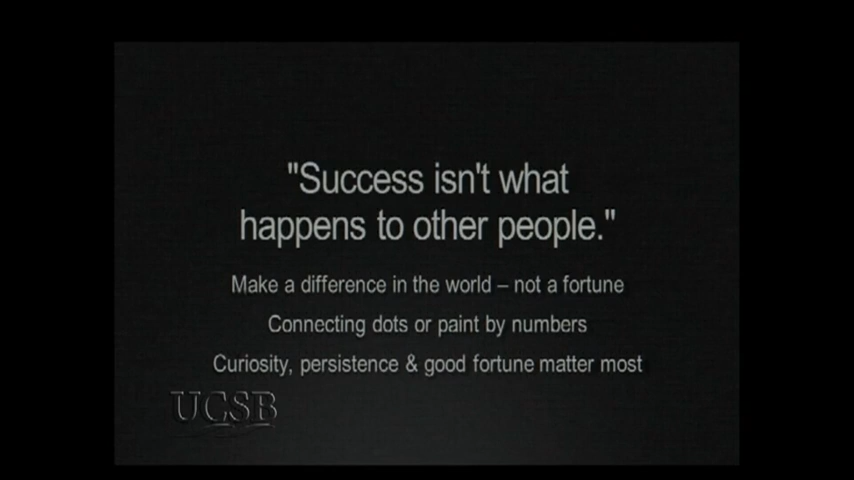 "Success isn't what
happens to other people."
Make a difference in the world – not a fortune
Connecting dots or paint by numbers
Curiosity, persistence & good fortune matter most
UCSB